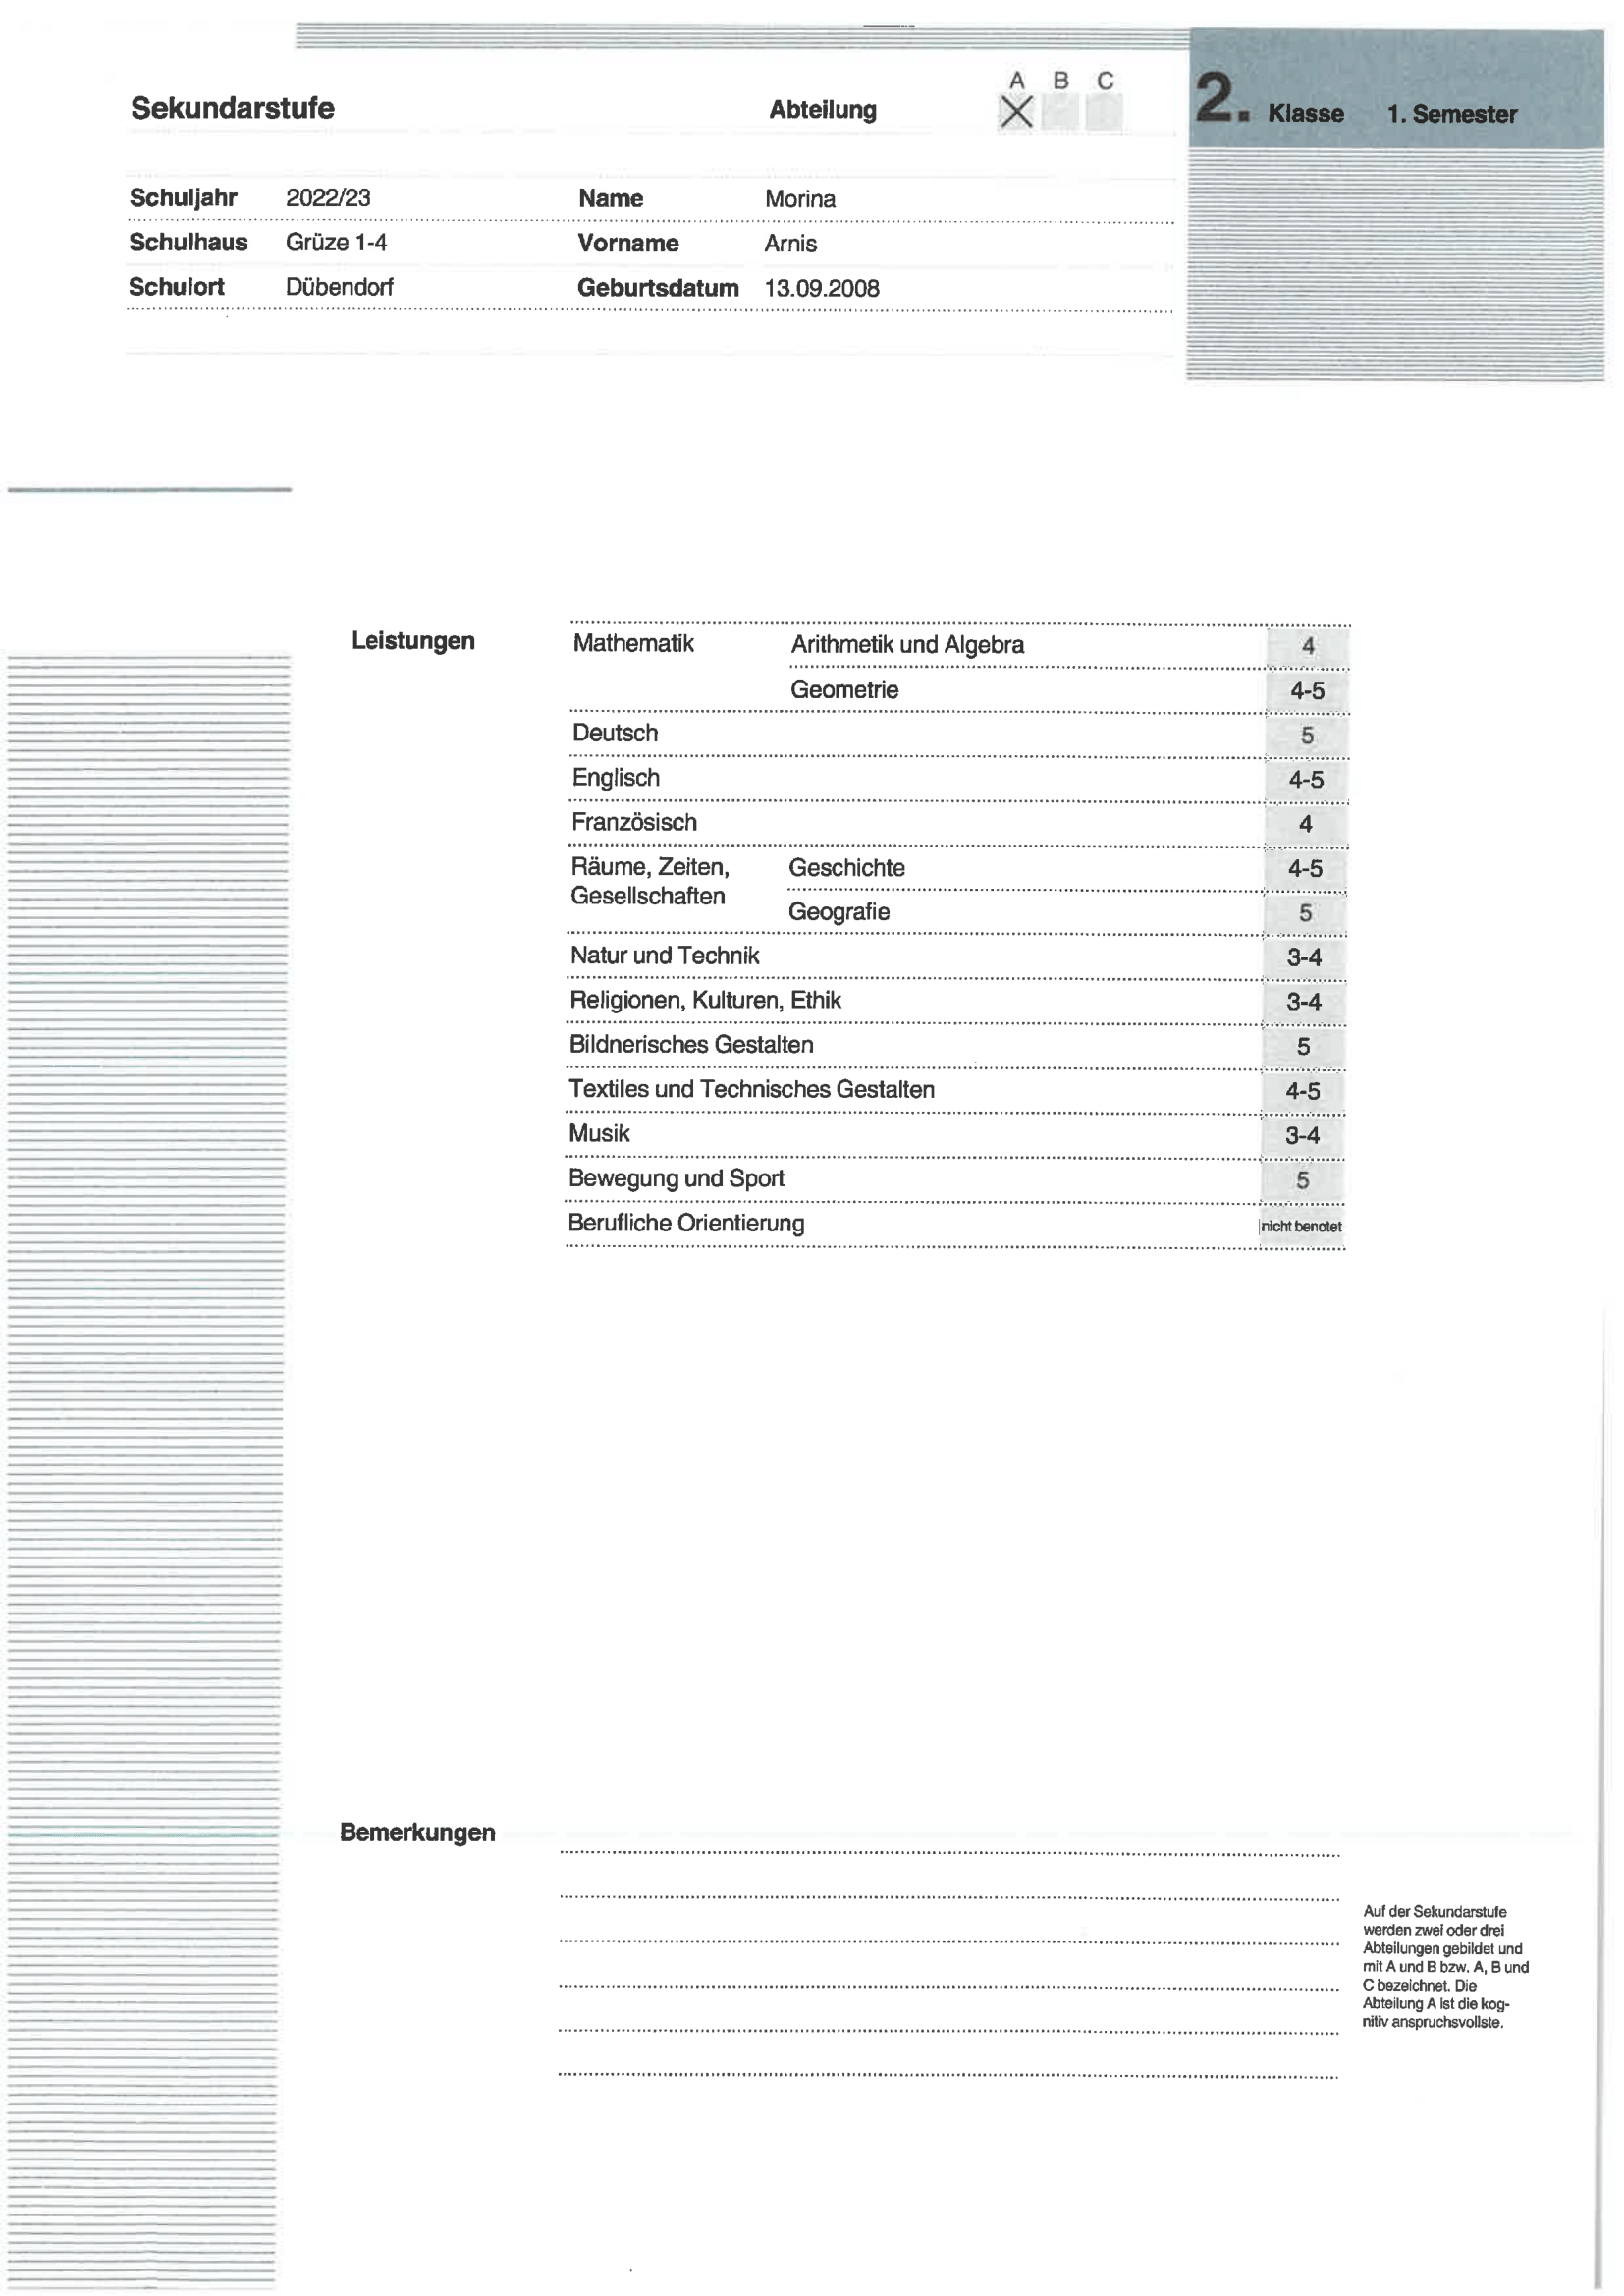 A B C
Sekundarstufe Abteilung X 2. Klasse 1. Semester
Schuljahr 2022/23 Name Morina
Schulhaus Grüze 1-4 Vorname Arnis
Schulort Dübendorf Geburtsdatum 13.09.2008
Leistungen Mathematik Arithmetik und Algebra 4
Geometrie 4-5
Deutsch 5
Englisch 4-5
Französisch 4
Räume, Zeiten, Geschichte 4-5
Gesellschaften
Geografie 5
Natur und Technik 3-4
Religionen, Kulturen, Ethik 3-4
Bildnerisches Gestalten 5
Textiles und Technisches Gestalten 4-5
Musik 3-4
Bewegung und Sport 5
Berufliche Orientierung nicht benotet
Bemerkungen
Auf der Sekundarstufe
werden zwei oder drei
Abteilungen gebildet und
mit A und B bzw. A, B und
C bezeichnet. Die
Abteilung A ist die kog-
nitiv anspruchsvollste.